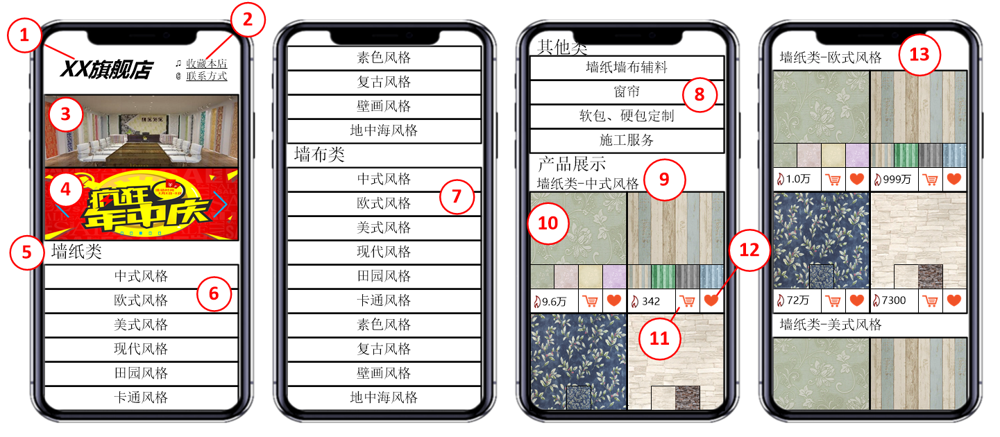 1
2
XX旗舰店
♫ 收藏本店
@ 联系方式
3
4
疯狂
年中庆
5
墙纸类
中式风格
6
欧式风格
美式风格
现代风格
田园风格
卡通风格
素色风格
复古风格
壁画风格
地中海风格
墙布类
中式风格
7
欧式风格
美式风格
现代风格
田园风格
卡通风格
素色风格
复古风格
壁画风格
地中海风格
其他类
墙纸墙布辅料
8
窗帘
软包、硬包定制
施工服务
产品展示
墙纸类-中式风格
9
10
12
9.6万
342
11
墙纸类-欧式风格
13
1.0万
999万
72万
7300
墙纸类-美式风格